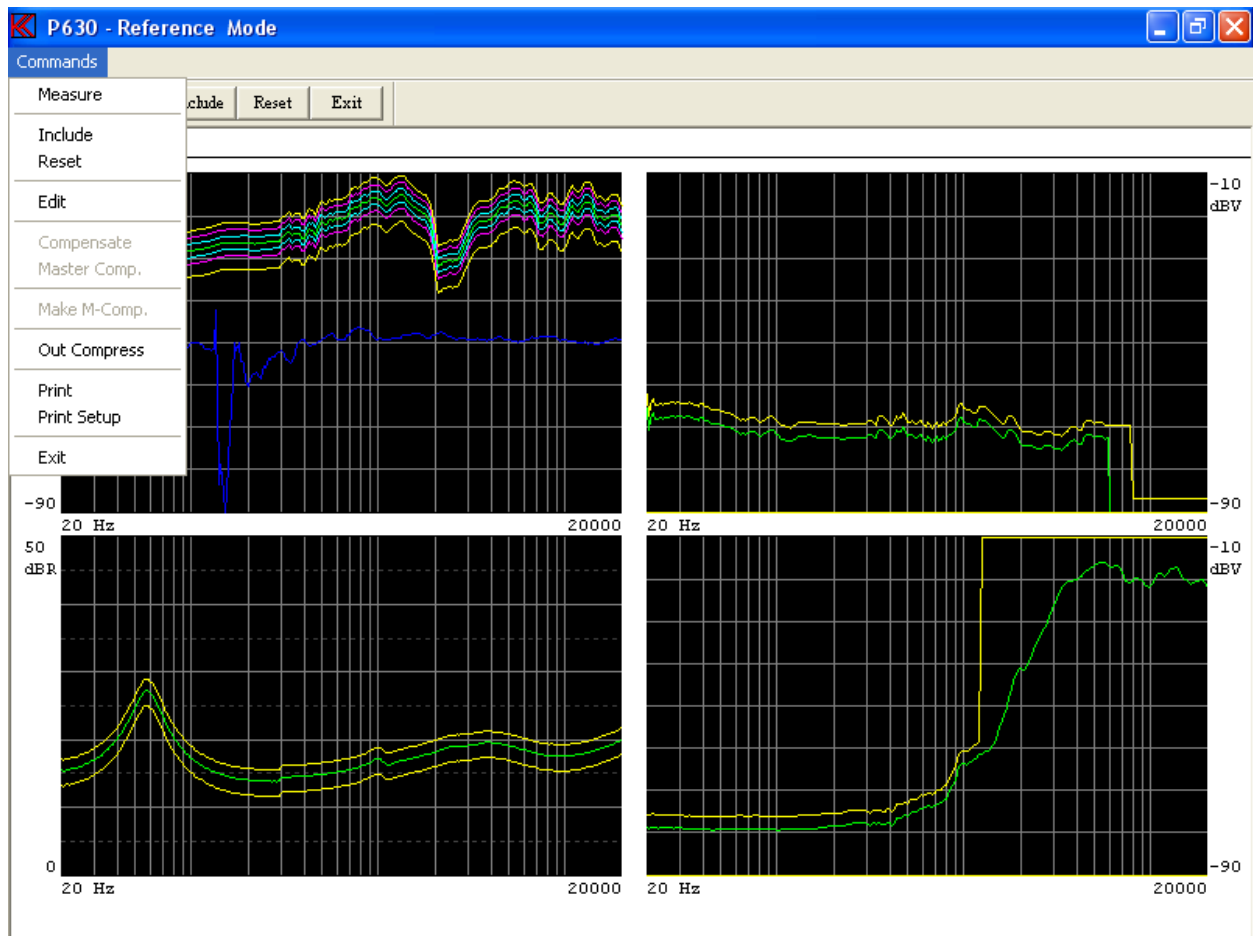 P630 - Reference Mode
Commands
Measure
Include
Reset
Edit
Compensate
Master Comp.
Make M-Comp.
Out Compress
Print
Print Setup
Exit
clude
Reset
Exit
-90
20 Hz
20000
-10
dBV
-90
20 Hz
20000
50
dBR
0
20 Hz
20000
-10
dBV
-90
20 Hz
20000